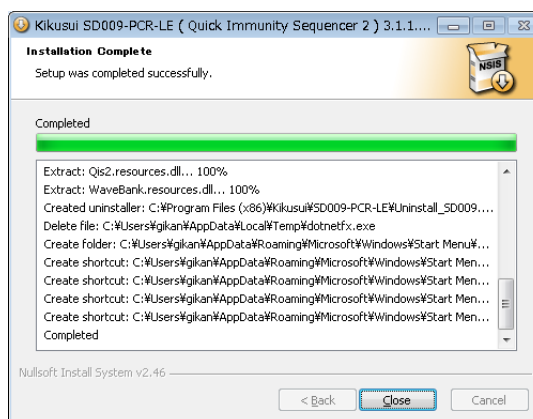 Kikusui SD009-PCR-LE ( Quick Immunity Sequencer 2 ) 3.1.1....
Installation Complete
Setup was completed successfully.
NSIS
Completed
Extract: Qis2.resources.dll... 100%
Extract: WaveBank.resources.dll... 100%
Created uninstaller: C:¥Program Files (x86)¥Kikusui¥SD009-PCR-LE¥Uninstall_SD009....
Delete file: C:¥Users¥gikan¥AppData¥Local¥Temp¥dotnetfx.exe
Create folder: C:¥Users¥gikan¥AppData¥Roaming¥Microsoft¥Windows¥Start Menu¥...
Create shortcut: C:¥Users¥gikan¥AppData¥Roaming¥Microsoft¥Windows¥Start Men...
Create shortcut: C:¥Users¥gikan¥AppData¥Roaming¥Microsoft¥Windows¥Start Men...
Create shortcut: C:¥Users¥gikan¥AppData¥Roaming¥Microsoft¥Windows¥Start Men...
Create shortcut: C:¥Users¥gikan¥AppData¥Roaming¥Microsoft¥Windows¥Start Men...
Completed
Nullsoft Install System v2.46
< Back
Close
Cancel